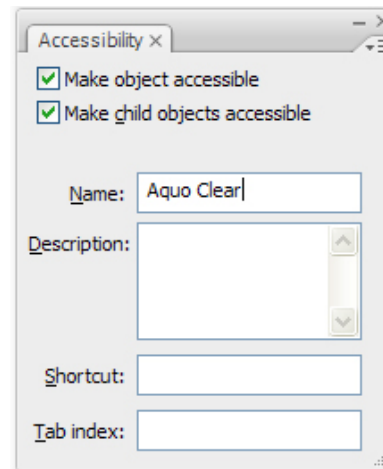 Accessibility
Make object accessible
Make child objects accessible
Name: Aquo Clear
Description:
Shortcut:
Tab index: